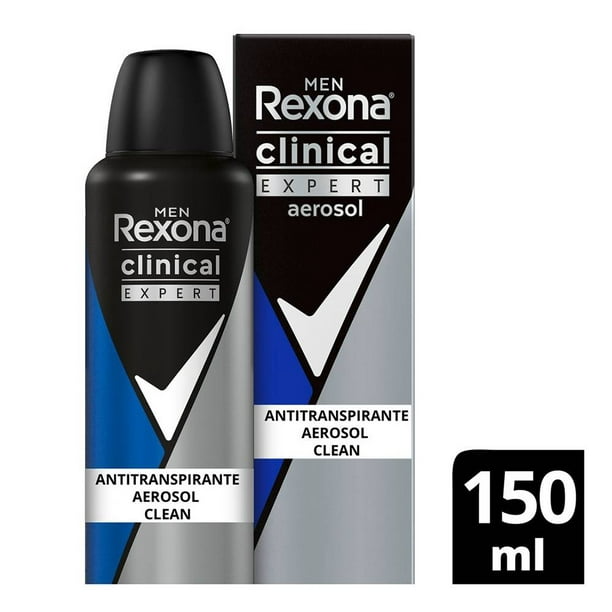 MEN
Rexona®
clinical
EXPERT
ANTITRANSPIRANTE
AEROSOL
CLEAN
MEN
Rexona®
clinical
EXPERT
aerosol
ANTITRANSPIRANTE
AEROSOL
CLEAN
150
ml